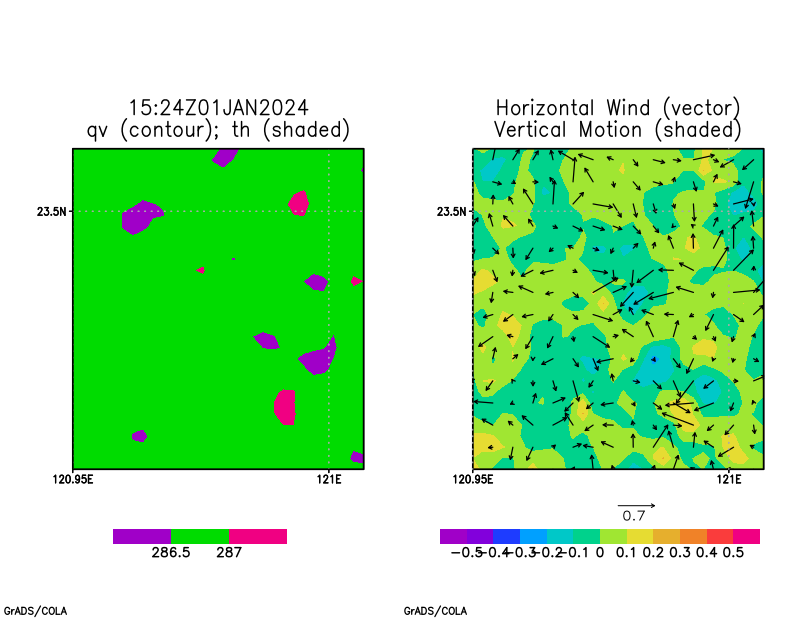 15:24Z01JAN2024
qv (contour); th (shaded)
23.5N
120.95E 121E
286.5 287
Horizontal Wind (vector)
Vertical Motion (shaded)
23.5N
120.95E 121E
0.7
-0.5 -0.4 -0.3 -0.2 -0.1 0 0.1 0.2 0.3 0.4 0.5
GrADS/COLA GrADS/COLA